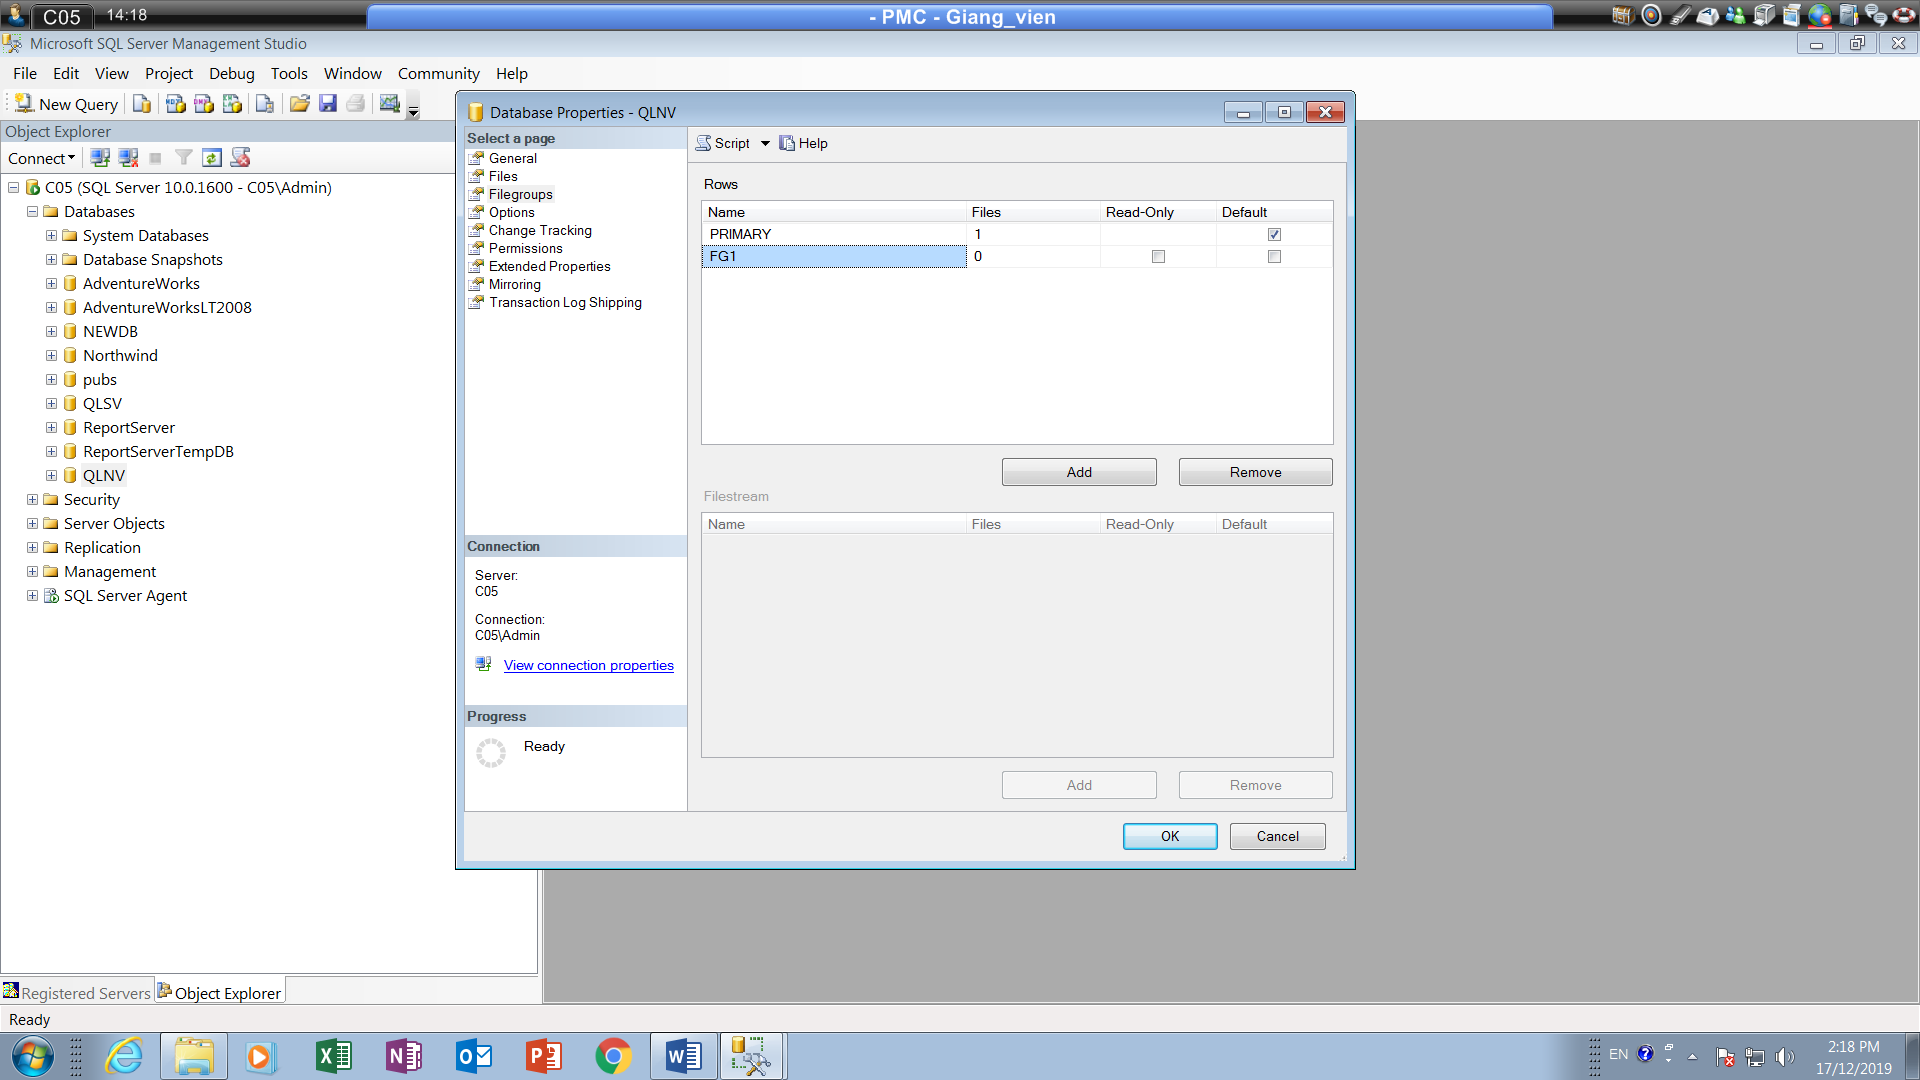 C05
14:18
- PMC - Giang_vien
Microsoft SQL Server Management Studio
File Edit View Project Debug Tools Window Community Help
New Query
Object Explorer
Connect
C05 (SQL Server 10.0.1600 - C05\Admin)
Databases
System Databases
Database Snapshots
AdventureWorks
AdventureWorksLT2008
NEWDB
Northwind
pubs
QLSV
ReportServer
ReportServerTempDB
QLNV
Security
Server Objects
Replication
Management
SQL Server Agent
Registered Servers
Object Explorer
Database Properties - QLNV
Select a page
General
Files
Filegroups
Options
Change Tracking
Permissions
Extended Properties
Mirroring
Transaction Log Shipping
Connection
Server:
C05
Connection:
C05\Admin
View connection properties
Progress
Ready
Script Help
Rows
Name Files Read-Only Default
PRIMARY 1
FG1 0
Add Remove
Filestream
Name Files Read-Only Default
Add Remove
OK Cancel
Ready
EN
2:18 PM
17/12/2019